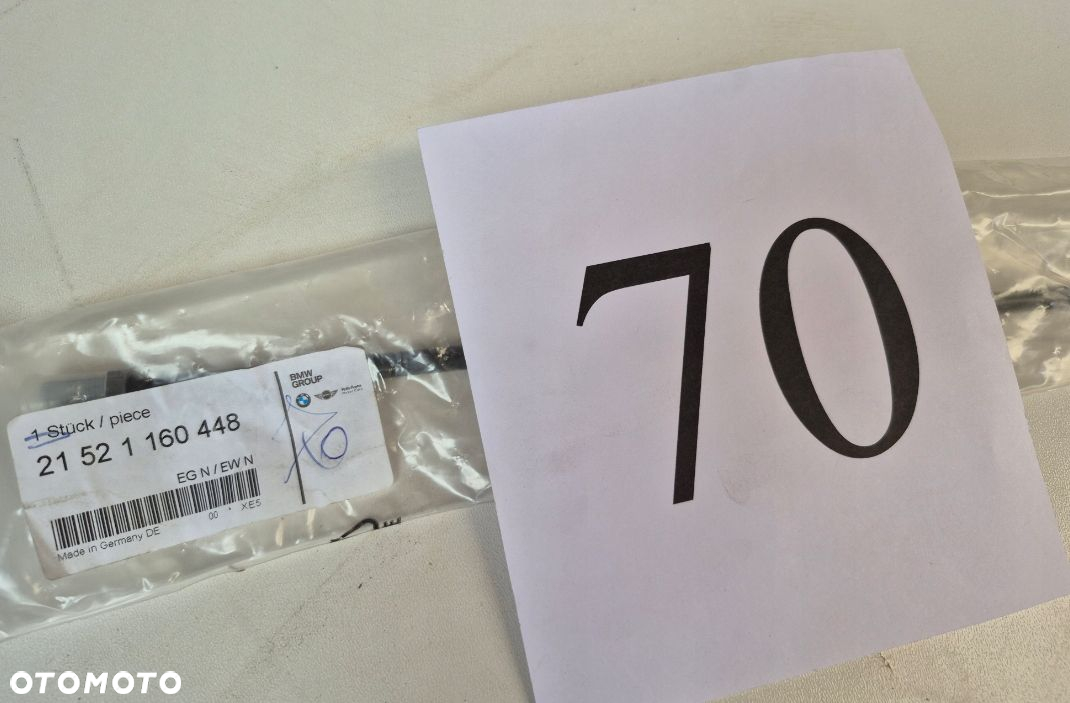 70
1 Stück / piece
21 52 1 160 448
EG N / EW N
00 * XE5
Made in Germany DE
BMW
GROUP
OTOMOTO